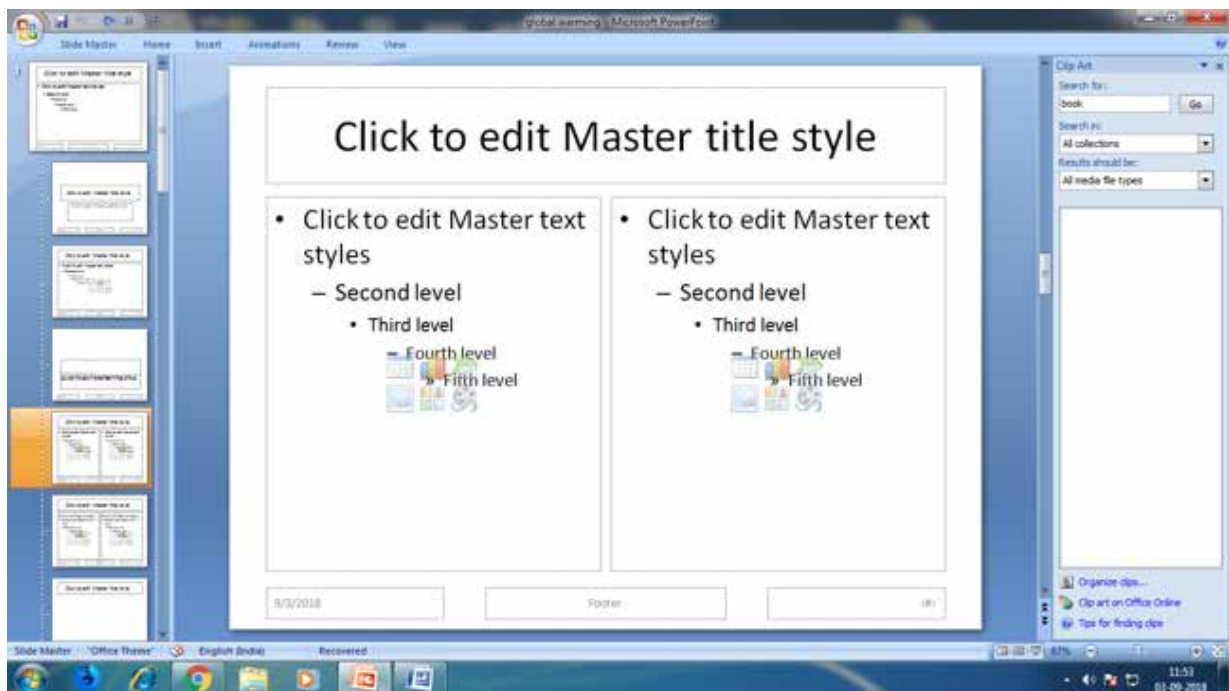 global warming - Microsoft PowerPoint
Slide Master Home Insert Animations Review View
Click to edit Master title style
• Click to edit Master text
styles
– Second level
• Third level
– Fourth level
» Fifth level
• Click to edit Master text
styles
– Second level
• Third level
– Fourth level
» Fifth level
9/3/2018
Footer
‹#›
Clip Art
Search for:
book
Go
Search in:
All collections
Results should be:
All media file types
Organize clips...
Clip art on Office Online
Tips for finding clips
Slide Master "Office Theme" English (India) Recovered
67%
11:53
03-09-2018